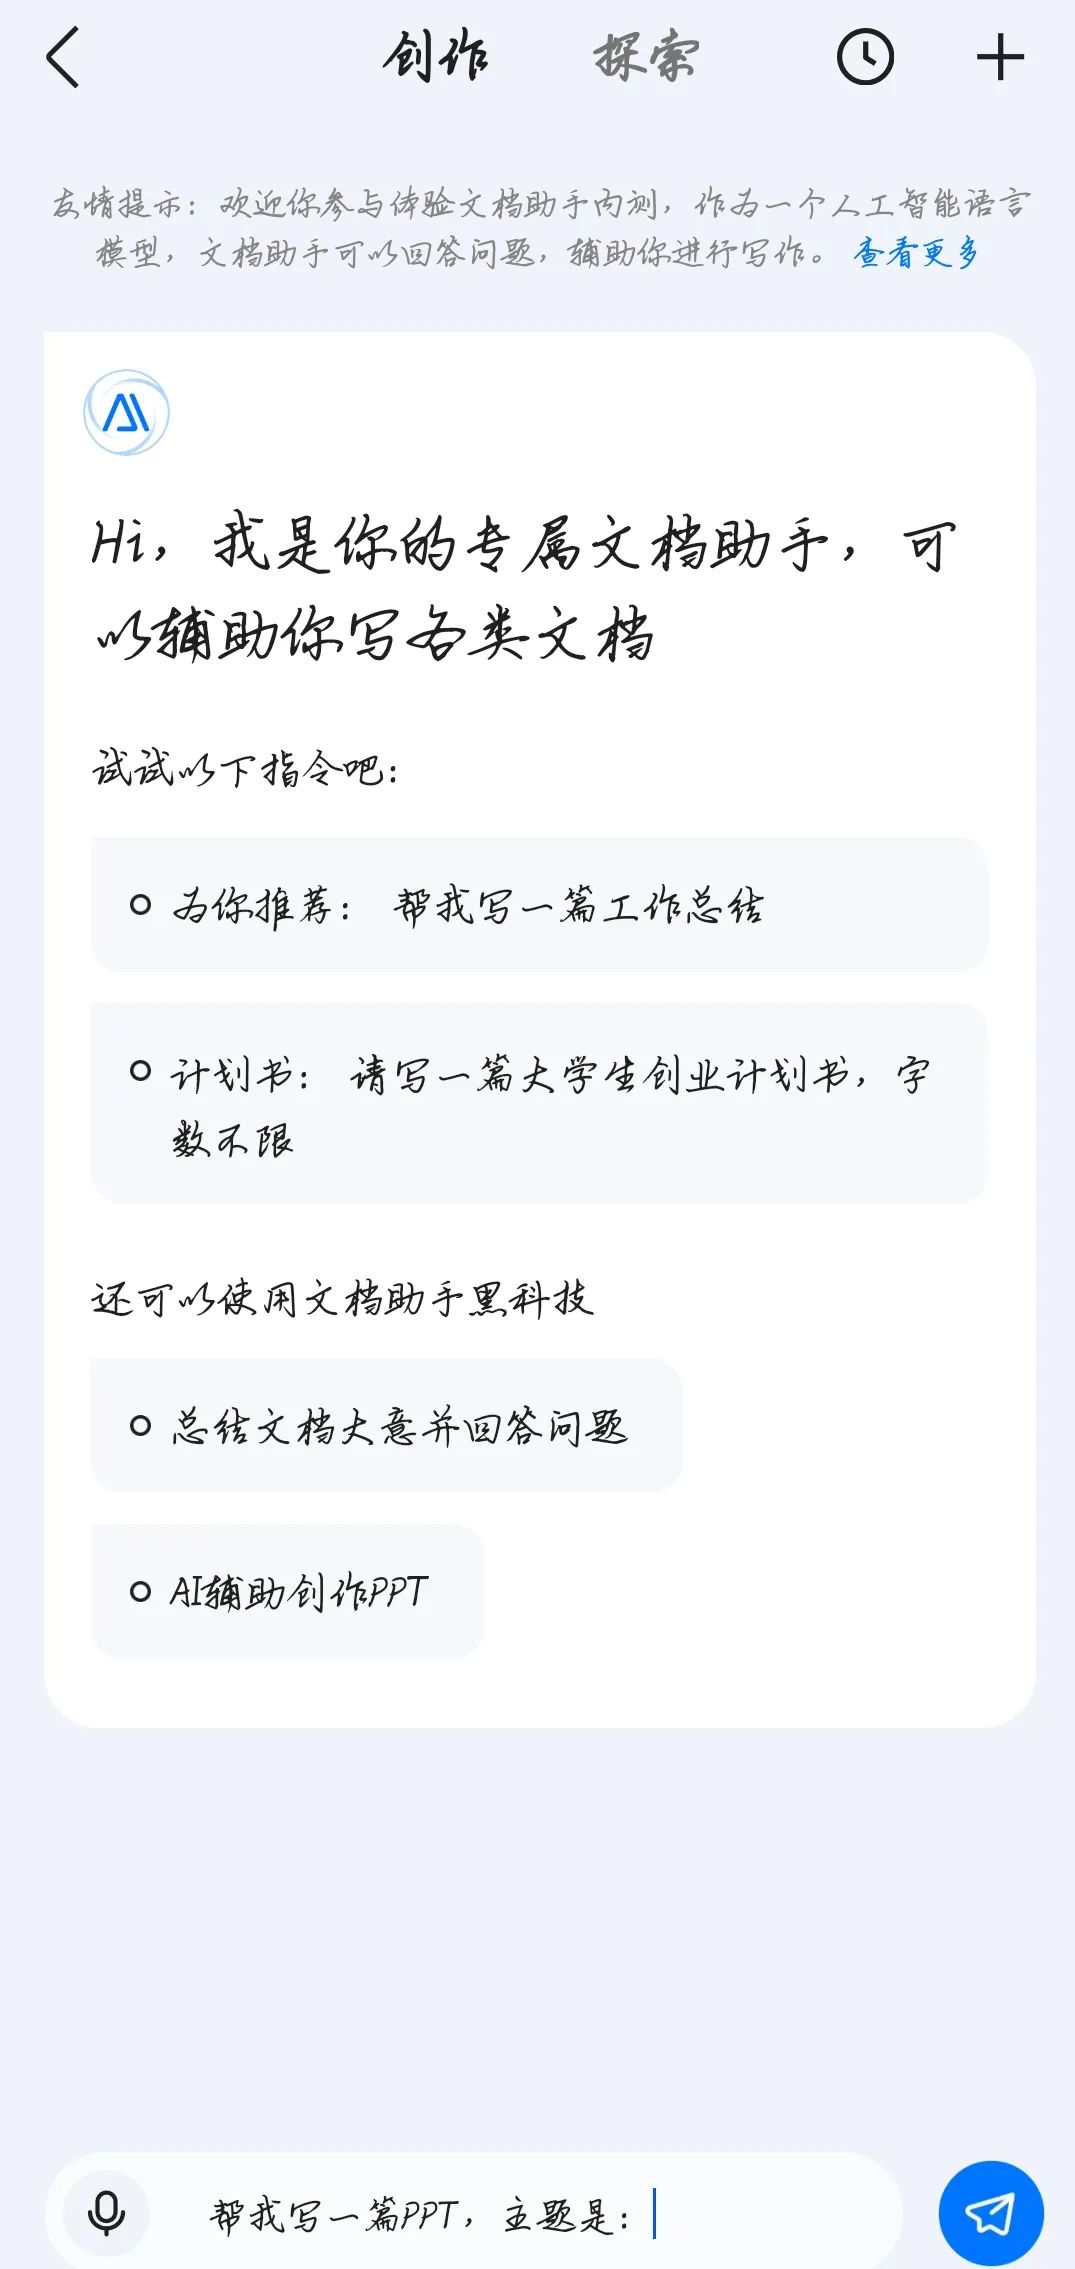 创作 探索
友情提示：欢迎你参与体验文档助手内测，作为一个人工智能语言
模型，文档助手可以回答问题，辅助你进行写作。 查看更多
AI
Hi，我是你的专属文档助手，可
以辅助你写各类文档
试试以下指令吧：
为你推荐： 帮我写一篇工作总结
计划书： 请写一篇大学生创业计划书，字
数不限
还可以使用文档助手黑科技
总结文档大意并回答问题
AI辅助创作PPT
帮我写一篇PPT，主题是：